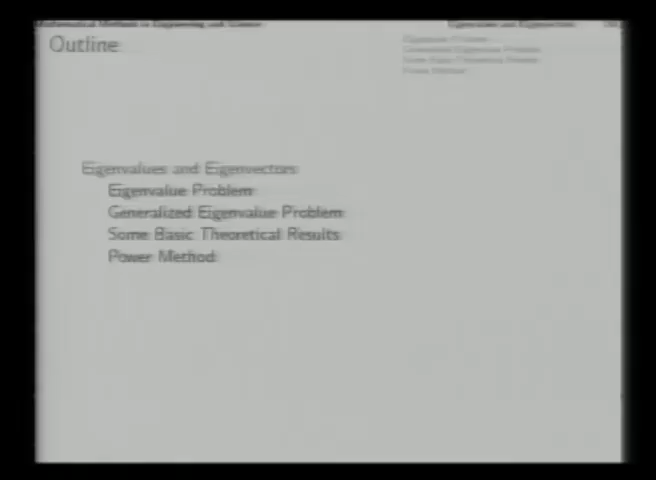 Mathematical Methods in Engineering and Science
Eigenvalues and Eigenvectors
Outline
Eigenvalue Problem
Generalized Eigenvalue Problem
Some Basic Theoretical Results
Power Method
Eigenvalues and Eigenvectors
Eigenvalue Problem
Generalized Eigenvalue Problem
Some Basic Theoretical Results
Power Method